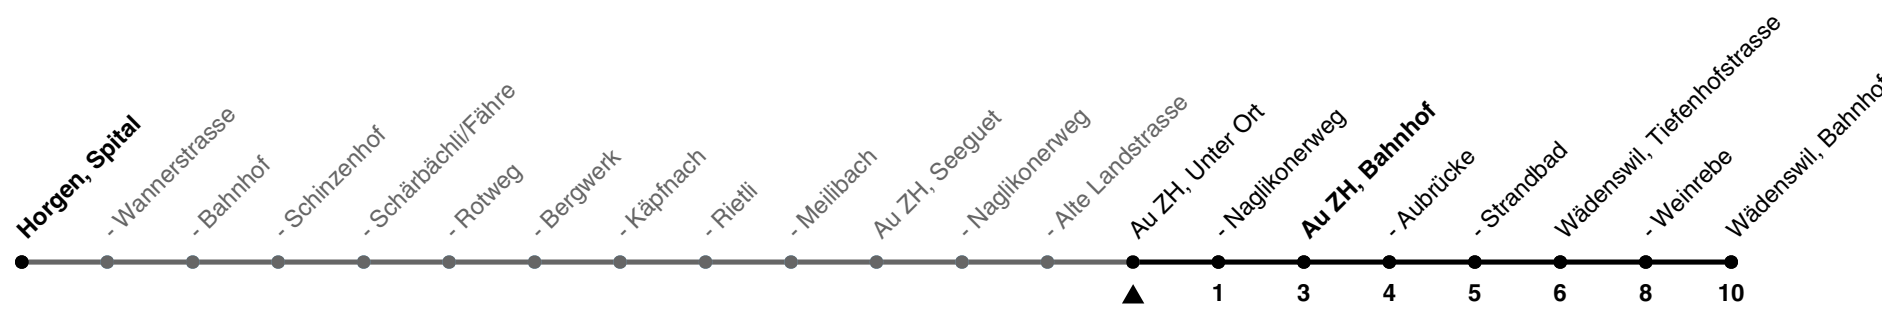 Horgen, Spital
- Wannerstrasse
- Bahnhof
- Schinzenhof
- Schärbächli/Fähre
- Rotweg
- Bergwerk
- Käpfnach
- Rietli
- Meilibach
Au ZH, Seeguet
- Naglikonerweg
- Alte Landstrasse
Au ZH, Unter Ort
- Naglikonerweg
Au ZH, Bahnhof
- Aubrücke
- Strandbad
Wädenswil, Tiefenhofstrasse
- Weinrebe
Wädenswil, Bahnhof
1 3 4 5 6 8 10